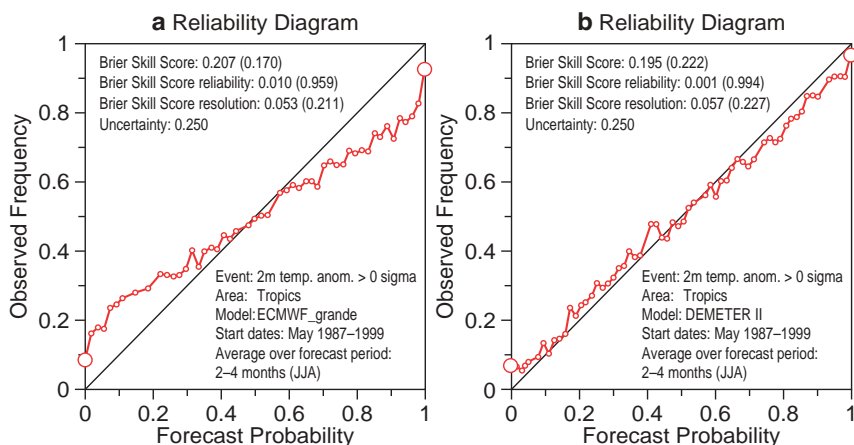 a Reliability Diagram
1
0.8
0.6
0.4
0.2
0
Observed Frequency
Brier Skill Score: 0.207 (0.170)
Brier Skill Score reliability: 0.010 (0.959)
Brier Skill Score resolution: 0.053 (0.211)
Uncertainty: 0.250
Event: 2m temp. anom. > 0 sigma
Area: Tropics
Model:ECMWF_grande
Start dates: May 1987–1999
Average over forecast period:
2–4 months (JJA)
0 0.2 0.4 0.6 0.8 1
Forecast Probability
b Reliability Diagram
1
0.8
0.6
0.4
0.2
0
Observed Frequency
Brier Skill Score: 0.195 (0.222)
Brier Skill Score reliability: 0.001 (0.994)
Brier Skill Score resolution: 0.057 (0.227)
Uncertainty: 0.250
Event: 2m temp. anom. > 0 sigma
Area: Tropics
Model: DEMETER II
Start dates: May 1987–1999
Average over forecast period:
2–4 months (JJA)
0 0.2 0.4 0.6 0.8 1
Forecast Probability